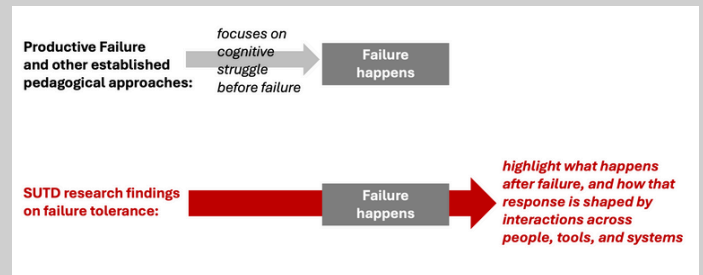 Productive Failure
and other established
pedagogical approaches:
focuses on
cognitive
struggle
before failure
Failure
happens
SUTD research findings
on failure tolerance:
Failure
happens
highlight what happens
after failure, and how that
response is shaped by
interactions across
people, tools, and systems